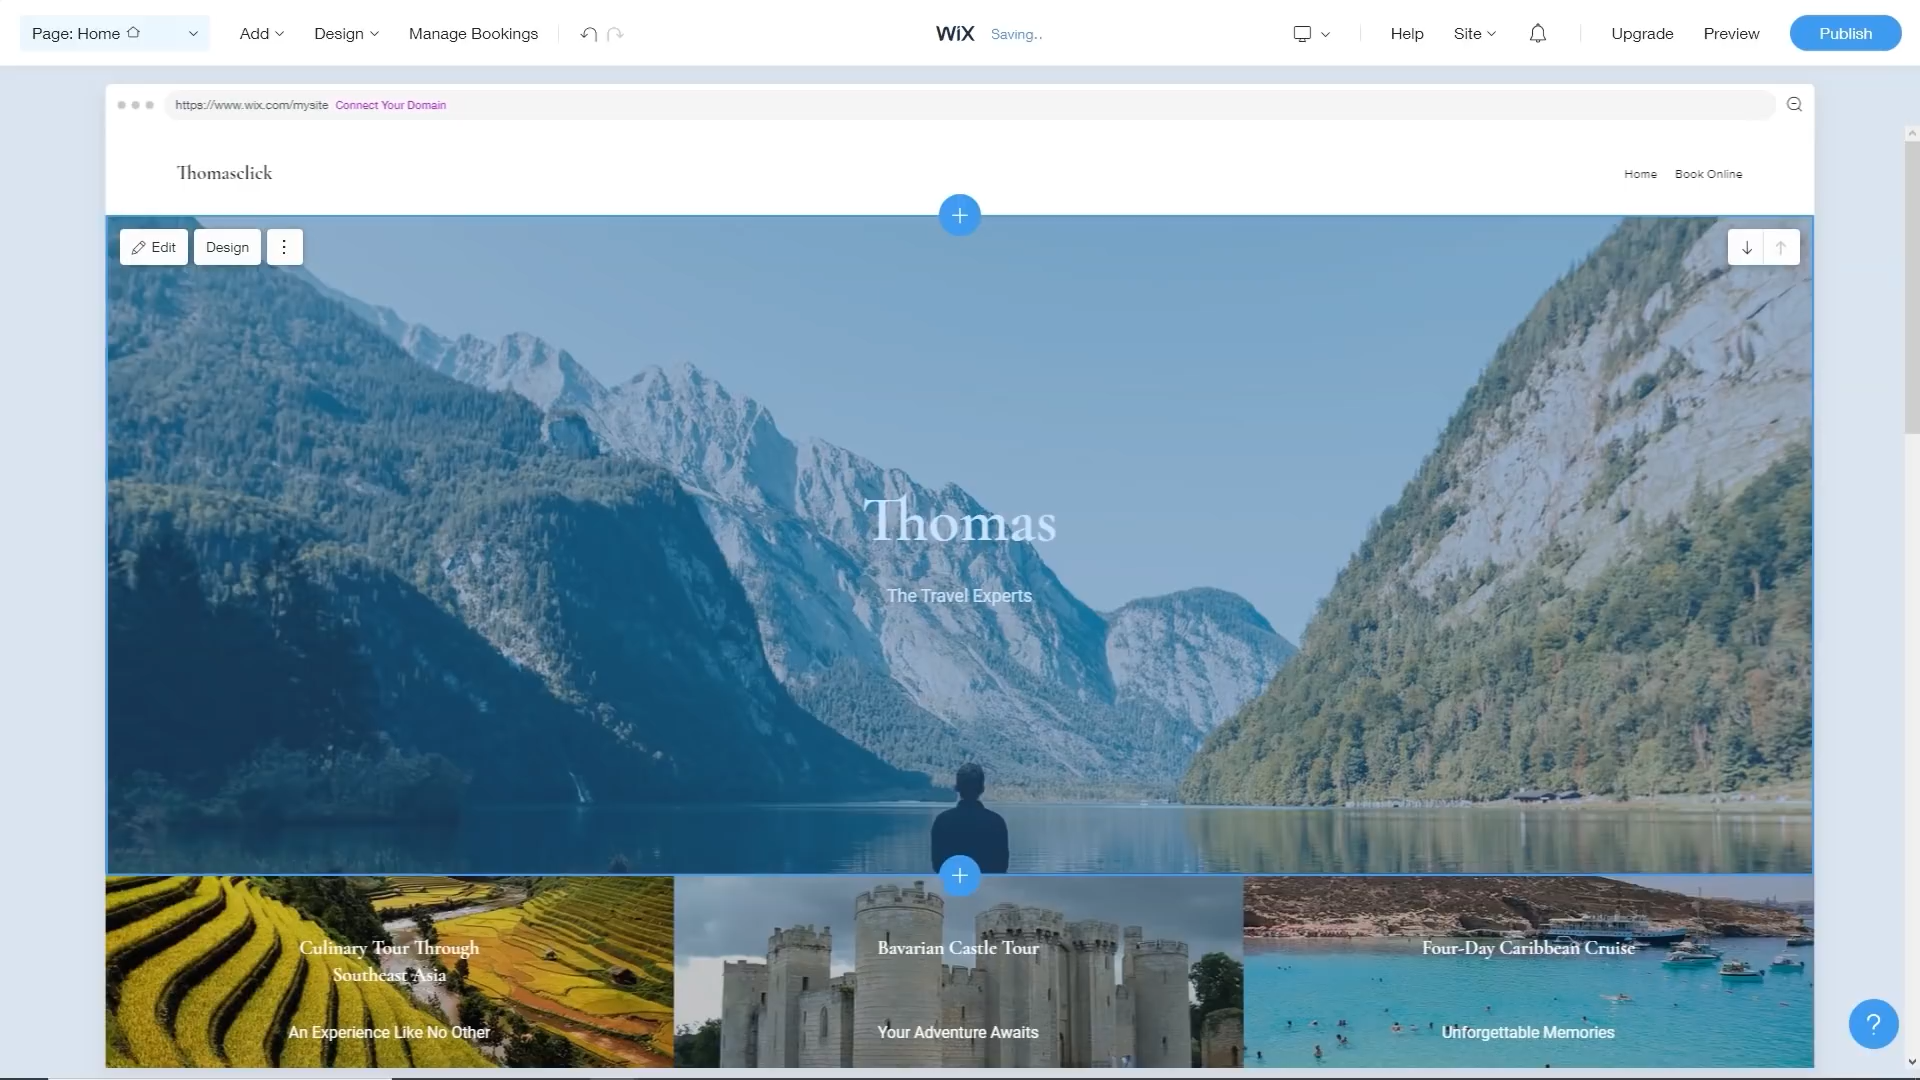 Page: Home
Add
Design
Manage Bookings
WiX
Saving..
Help
Site
Upgrade
Preview
Publish
https://www.wix.com/mysite Connect Your Domain
Thomasclick
Home
Book Online
Edit
Design
Thomas
The Travel Experts
Culinary Tour Through
Southeast Asia
An Experience Like No Other
Bavarian Castle Tour
Your Adventure Awaits
Four-Day Caribbean Cruise
Unforgettable Memories
?